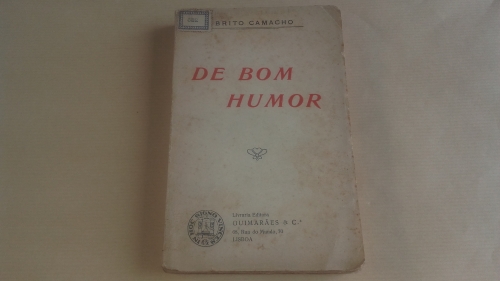 BRITO CAMACHO
DE BOM
HUMOR
Livraria Editora
GUIMARÃES & C.ª
68, Rua do Mundo, 70
LISBOA